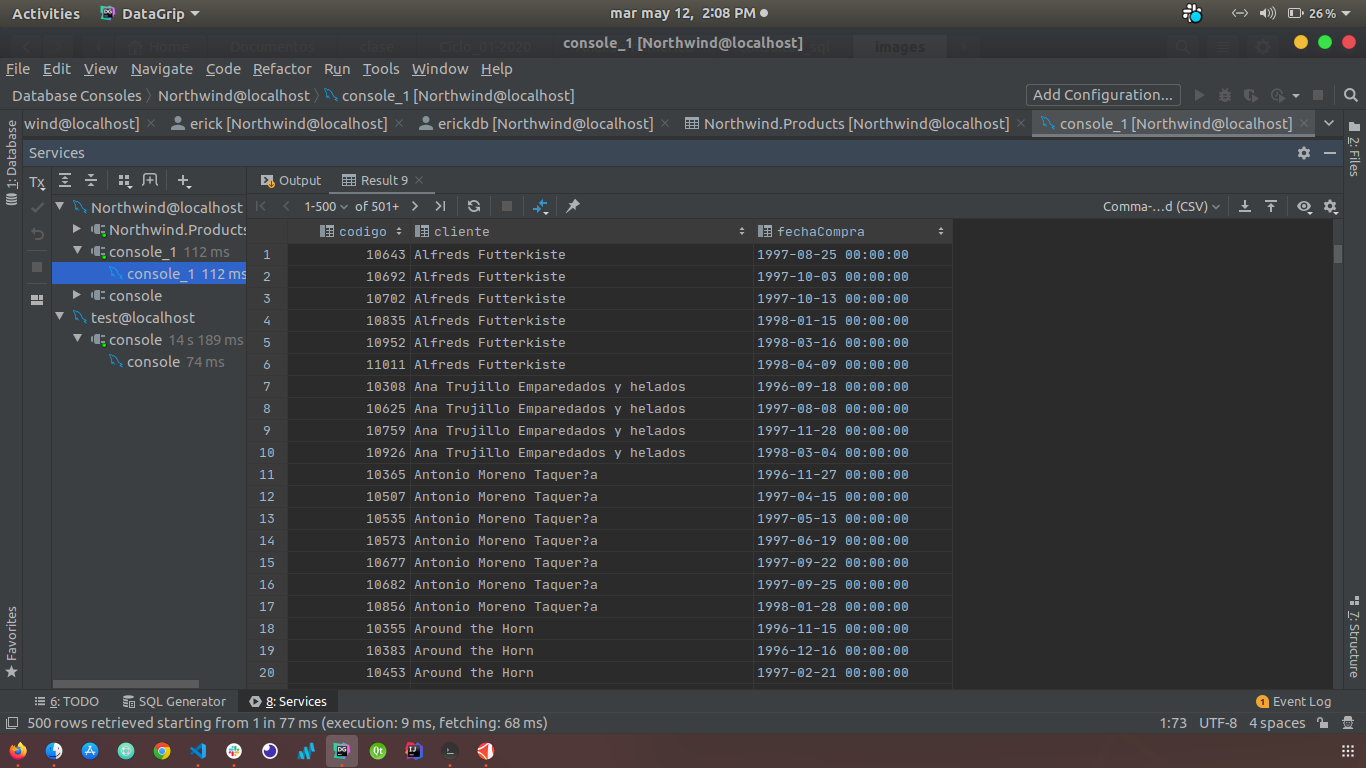 Activities DataGrip mar may 12, 2:08 PM 26%
Home Documentos clase Ciclo_01-2020 sql images
console_1 [Northwind@localhost]
File Edit View Navigate Code Refactor Run Tools Window Help
Database Consoles Northwind@localhost console_1 [Northwind@localhost] Add Configuration...
wind@localhost] erick [Northwind@localhost] erickdb [Northwind@localhost] Northwind.Products [Northwind@localhost] console_1 [Northwind@localhost]
1: Database
2: Files
Services
Tx Output Result 9
Northwind@localhost
Northwind.Products
console_1 112 ms
console_1 112 ms
console
test@localhost
console 14 s 189 ms
console 74 ms
1-500 of 501+ Comma-...d (CSV)
codigo cliente fechaCompra
1 10643 Alfreds Futterkiste 1997-08-25 00:00:00
2 10692 Alfreds Futterkiste 1997-10-03 00:00:00
3 10702 Alfreds Futterkiste 1997-10-13 00:00:00
4 10835 Alfreds Futterkiste 1998-01-15 00:00:00
5 10952 Alfreds Futterkiste 1998-03-16 00:00:00
6 11011 Alfreds Futterkiste 1998-04-09 00:00:00
7 10308 Ana Trujillo Emparedados y helados 1996-09-18 00:00:00
8 10625 Ana Trujillo Emparedados y helados 1997-08-08 00:00:00
9 10759 Ana Trujillo Emparedados y helados 1997-11-28 00:00:00
10 10926 Ana Trujillo Emparedados y helados 1998-03-04 00:00:00
11 10365 Antonio Moreno Taquer?a 1996-11-27 00:00:00
12 10507 Antonio Moreno Taquer?a 1997-04-15 00:00:00
13 10535 Antonio Moreno Taquer?a 1997-05-13 00:00:00
14 10573 Antonio Moreno Taquer?a 1997-06-19 00:00:00
15 10677 Antonio Moreno Taquer?a 1997-09-22 00:00:00
16 10682 Antonio Moreno Taquer?a 1997-09-25 00:00:00
17 10856 Antonio Moreno Taquer?a 1998-01-28 00:00:00
18 10355 Around the Horn 1996-11-15 00:00:00
19 10383 Around the Horn 1996-12-16 00:00:00
20 10453 Around the Horn 1997-02-21 00:00:00
Favorites
7: Structure
6: TODO SQL Generator 8: Services 1 Event Log
500 rows retrieved starting from 1 in 77 ms (execution: 9 ms, fetching: 68 ms) 1:73 UTF-8 4 spaces
DG Qt IJ